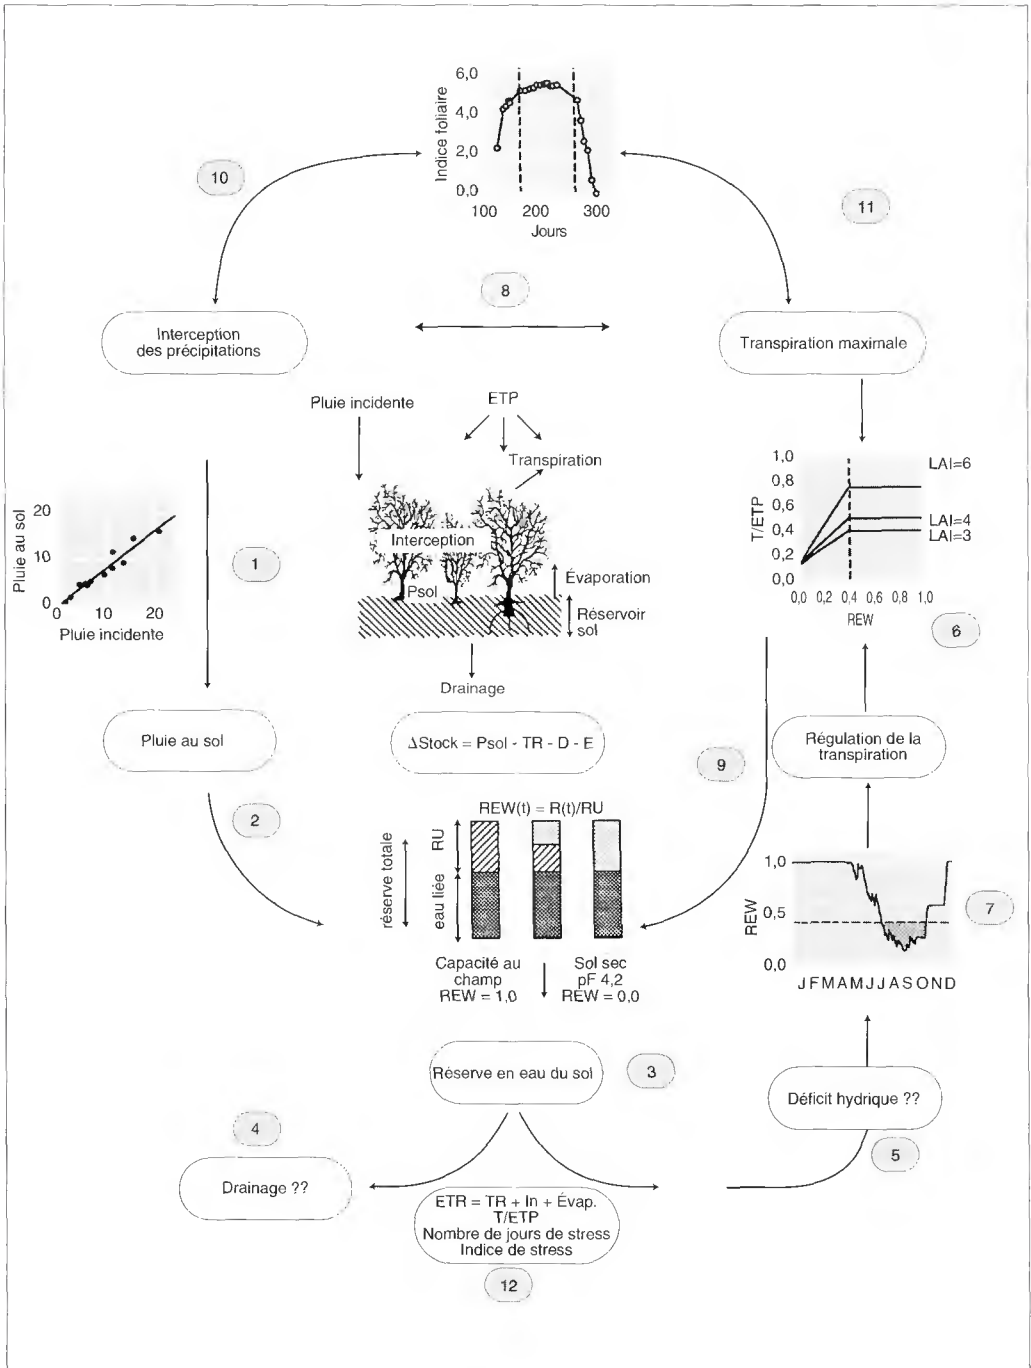 6,0
4,0
2,0
0,0
Indice foliaire
100 200 300
Jours
10
11
8
Interception
des précipitations
Transpiration maximale
Pluie incidente
ETP
Transpiration
Interception
Psol
Évaporation
Réservoir
sol
Drainage
20
10
0
Pluie au sol
0 10 20
Pluie incidente
1
1,0
0,8
0,6
0,4
0,2
0,0
T/ETP
LAI=6
LAI=4
LAI=3
0,0 0,2 0,4 0,6 0,8 1,0
REW
6
Pluie au sol
ΔStock = Psol - TR - D - E
Régulation de la
transpiration
9
2
REW(t) = R(t)/RU
réserve totale
RU
eau liée
Capacité au
champ
REW = 1,0
Sol sec
pF 4,2
REW = 0,0
1,0
0,5
0,0
REW
J F M A M J J A S O N D
7
Réserve en eau du sol
3
Déficit hydrique ??
5
4
Drainage ??
ETR = TR + In + Évap.
T/ETP
Nombre de jours de stress
Indice de stress
12